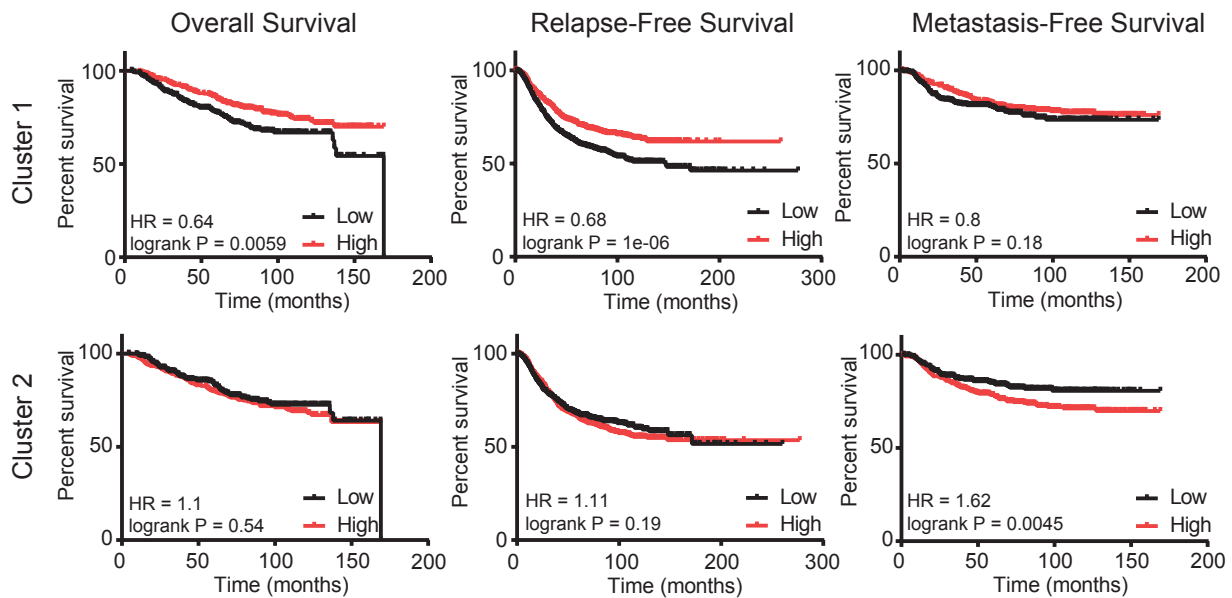 Overall Survival
Relapse-Free Survival
Metastasis-Free Survival
Cluster 1
Percent survival
100
50
0
HR = 0.64
logrank P = 0.0059
Low
High
0 50 100 150 200
Time (months)
Percent survival
100
50
0
HR = 0.68
logrank P = 1e-06
Low
High
0 100 200 300
Time (months)
Percent survival
100
50
0
HR = 0.8
logrank P = 0.18
Low
High
0 50 100 150 200
Time (months)
Cluster 2
Percent survival
100
50
0
HR = 1.1
logrank P = 0.54
Low
High
0 50 100 150 200
Time (months)
Percent survival
100
50
0
HR = 1.11
logrank P = 0.19
Low
High
0 100 200 300
Time (months)
Percent survival
100
50
0
HR = 1.62
logrank P = 0.0045
Low
High
0 50 100 150 200
Time (months)